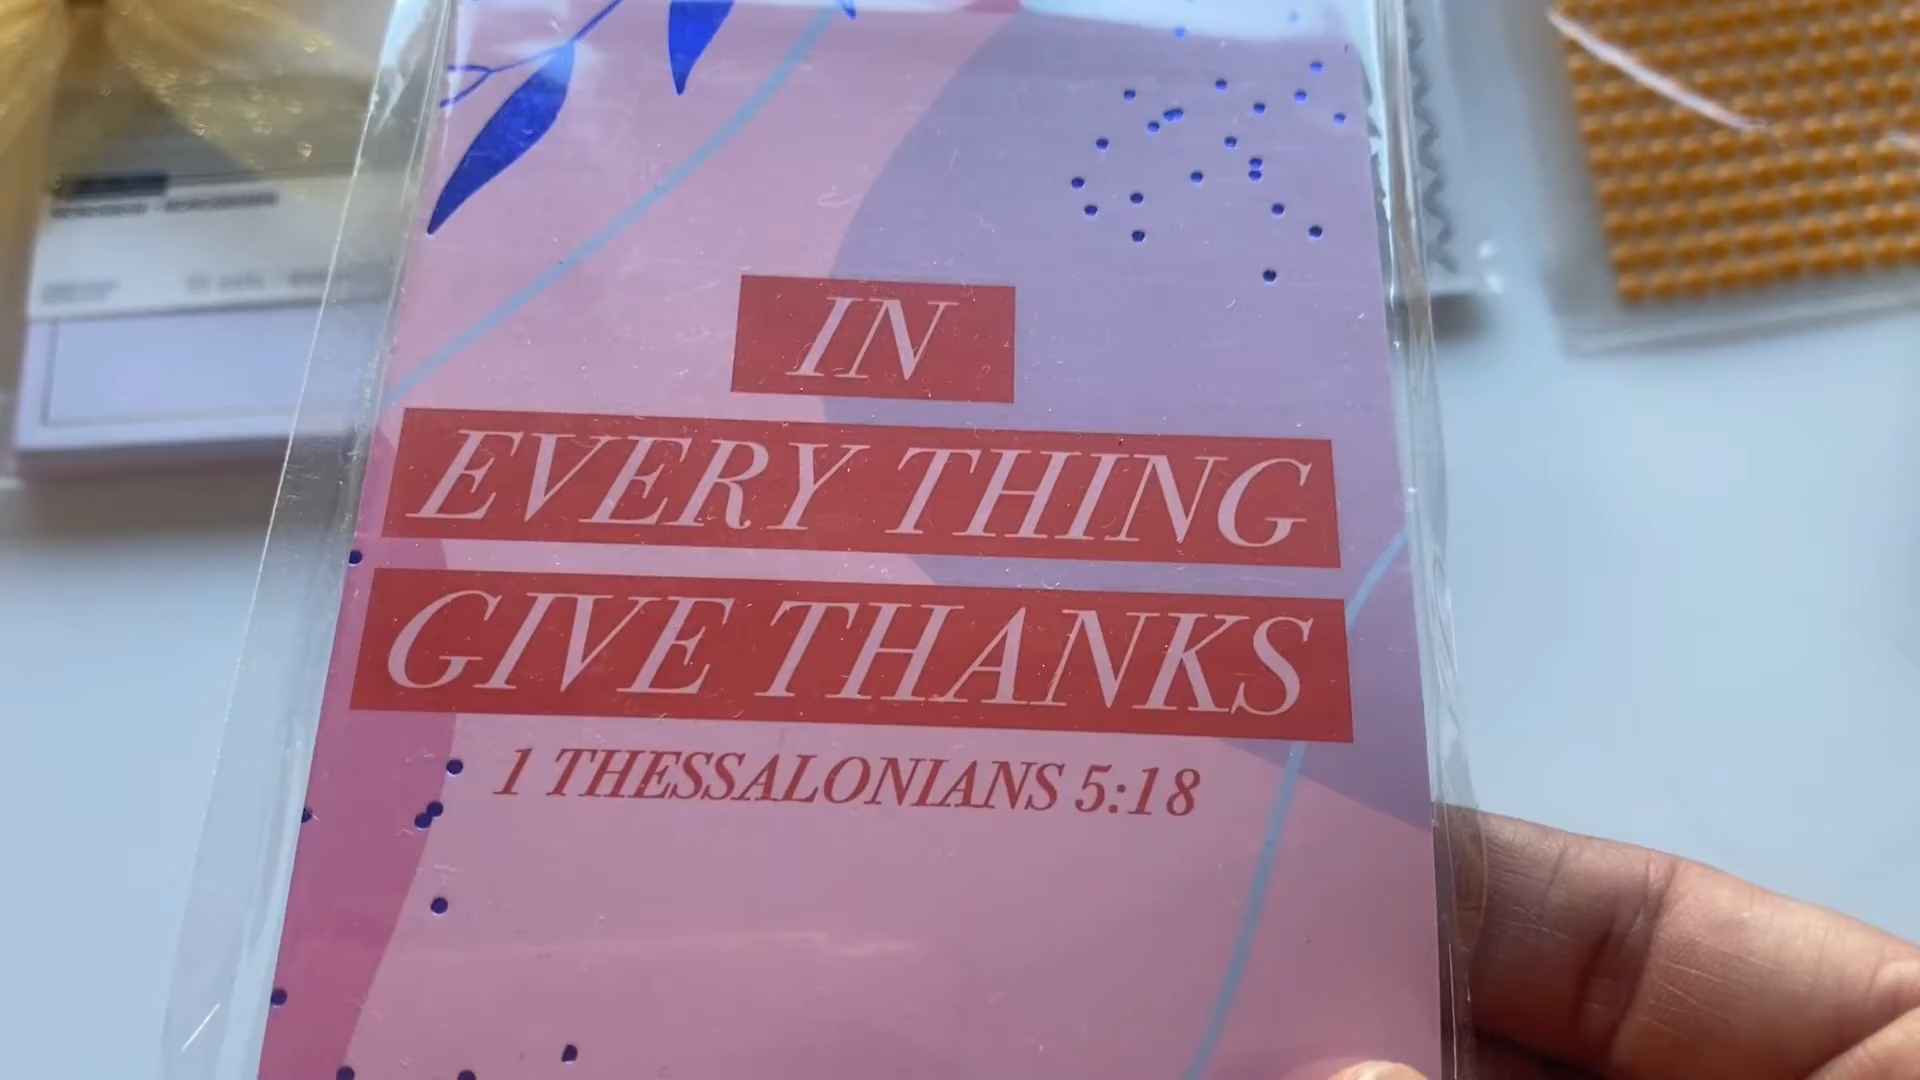 IN
EVERY THING
GIVE THANKS
1 THESSALONIANS 5:18